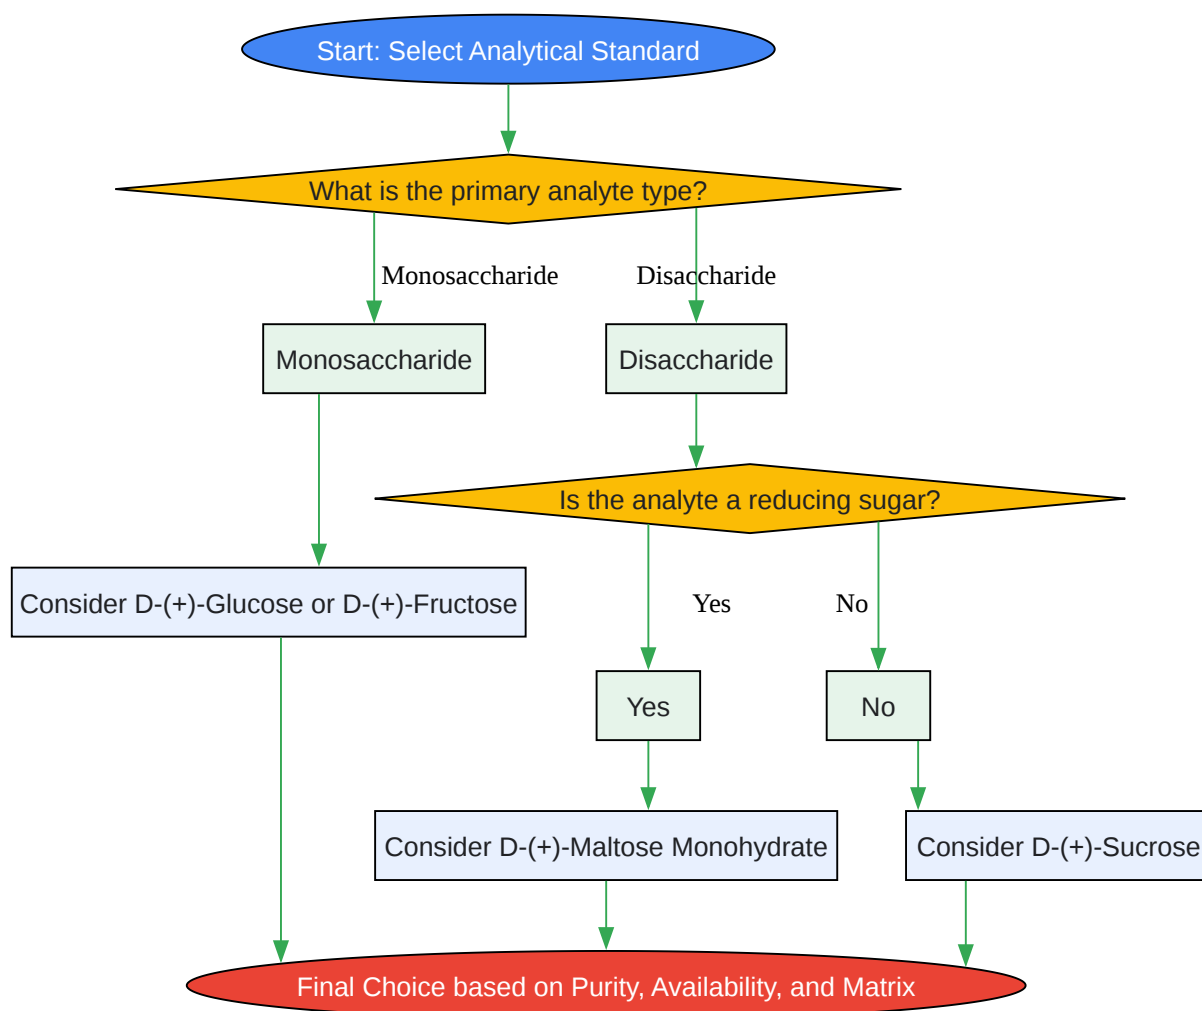 Start: Select Analytical Standard
What is the primary analyte type?
Monosaccharide
Disaccharide
Monosaccharide
Disaccharide
Is the analyte a reducing sugar?
Consider D-(+)-Glucose or D-(+)-Fructose
Yes
No
Yes
No
Consider D-(+)-Maltose Monohydrate
Consider D-(+)-Sucrose
Final Choice based on Purity, Availability, and Matrix